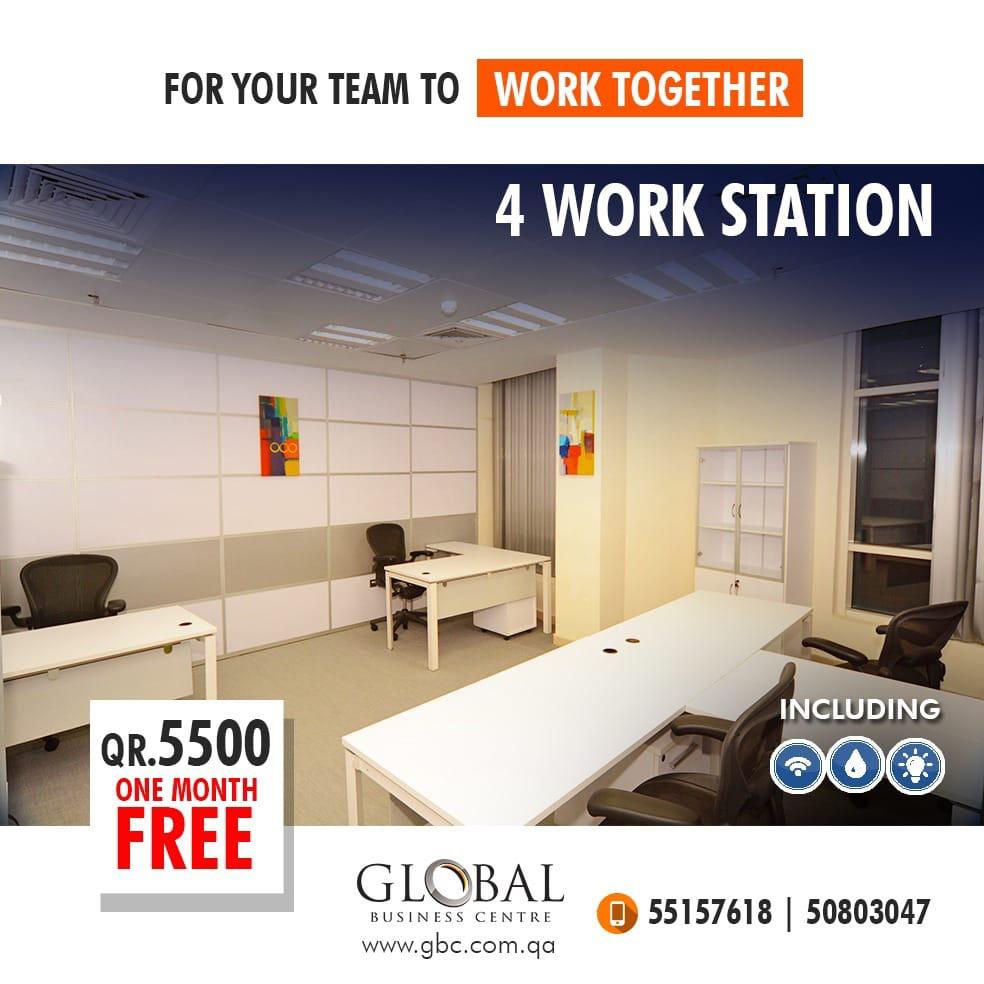 FOR YOUR TEAM TO WORK TOGETHER
4 WORK STATION
INCLUDING
QR.5500
ONE MONTH
FREE
GLOBAL
BUSINESS CENTRE
www.gbc.com.qa
55157618 | 50803047